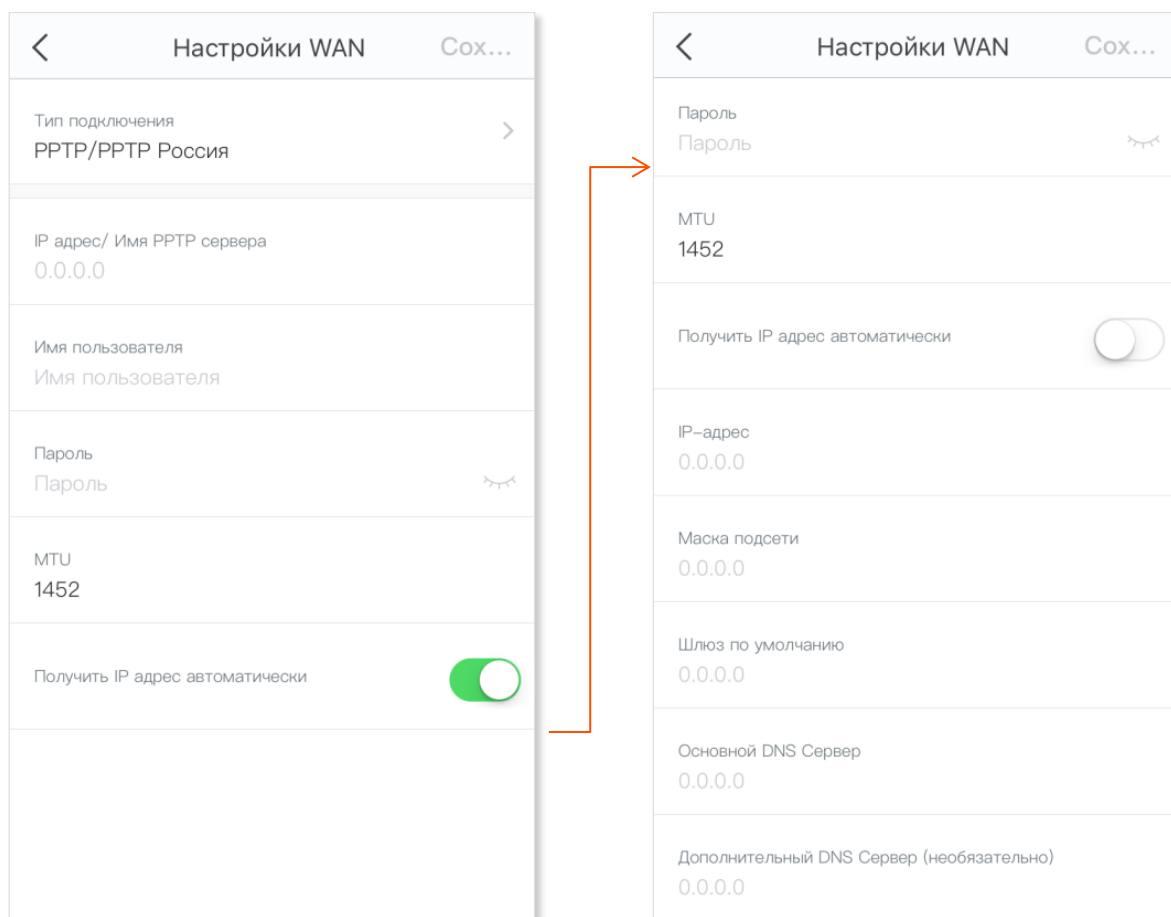 Настройки WAN
Сох...
Тип подключения
PPTP/PPTP Россия
IP адрес/ Имя PPTP сервера
0.0.0.0
Имя пользователя
Имя пользователя
Пароль
Пароль
MTU
1452
Получить IP адрес автоматически
Настройки WAN
Сох...
Пароль
Пароль
MTU
1452
Получить IP адрес автоматически
IP-адрес
0.0.0.0
Маска подсети
0.0.0.0
Шлюз по умолчанию
0.0.0.0
Основной DNS Сервер
0.0.0.0
Дополнительный DNS Сервер (необязательно)
0.0.0.0